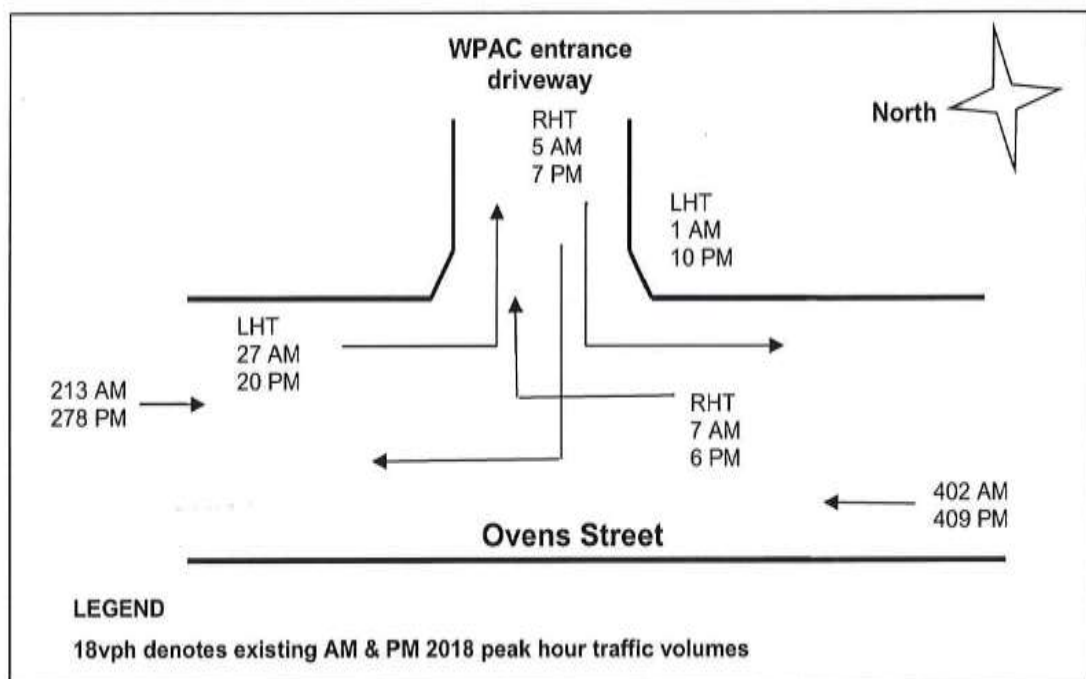 WPAC entrance
driveway
North
RHT
5 AM
7 PM
LHT
1 AM
10 PM
LHT
27 AM
20 PM
213 AM
278 PM
RHT
7 AM
6 PM
402 AM
409 PM
Ovens Street
LEGEND
18vph denotes existing AM & PM 2018 peak hour traffic volumes